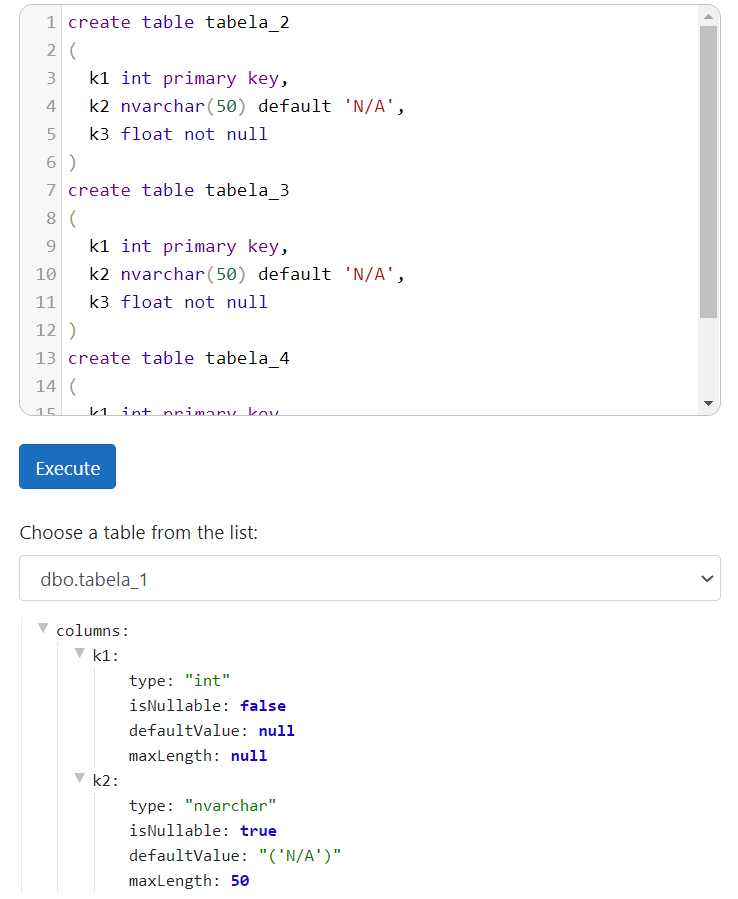 1 create table tabela_2
2 (
3 k1 int primary key,
4 k2 nvarchar(50) default 'N/A',
5 k3 float not null
6 )
7 create table tabela_3
8 (
9 k1 int primary key,
10 k2 nvarchar(50) default 'N/A',
11 k3 float not null
12 )
13 create table tabela_4
14 (
15 k1 int primary key
Execute
Choose a table from the list:
dbo.tabela_1
columns:
k1:
type: "int"
isNullable: false
defaultValue: null
maxLength: null
k2:
type: "nvarchar"
isNullable: true
defaultValue: "('N/A')"
maxLength: 50